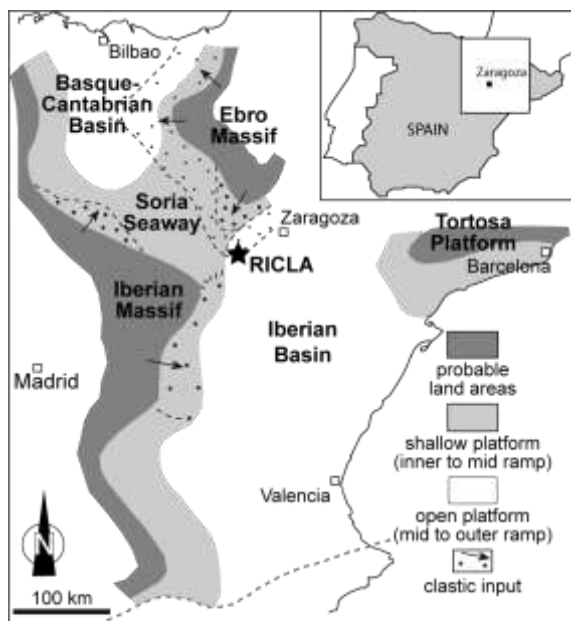 Bilbao
Basque-
Cantabrian
Basin
Ebro
Massif
Zaragoza
SPAIN
Soria
Seaway
Zaragoza
Tortosa
Platform
Barcelona
RICLA
Iberian
Massif
Iberian
Basin
Madrid
probable
land areas
shallow platform
(inner to mid ramp)
Valencia
open platform
(mid to outer ramp)
N
clastic input
100 km